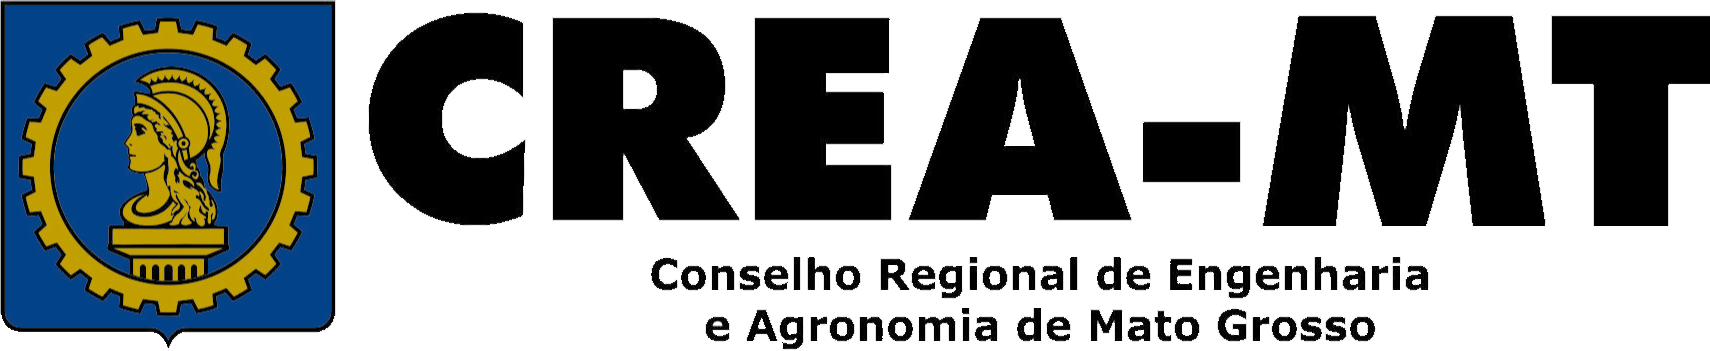 CREA-MT
Conselho Regional de Engenharia
e Agronomia de Mato Grosso